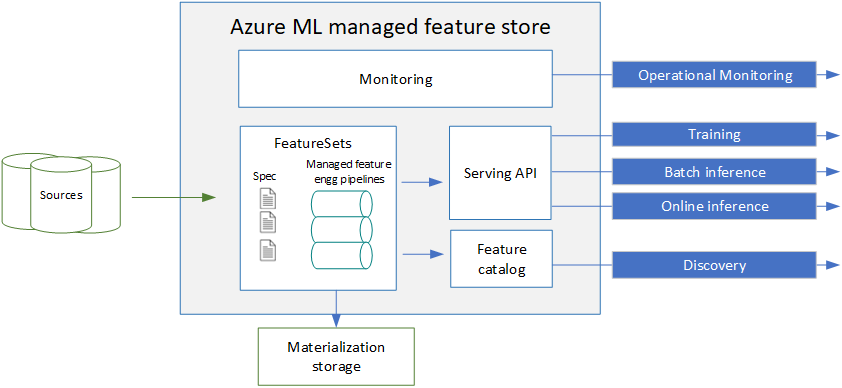 Azure ML managed feature store
Monitoring
Operational Monitoring
FeatureSets
Spec
Managed feature
engg pipelines
Sources
Serving API
Training
Batch inference
Online inference
Feature
catalog
Discovery
Materialization
storage